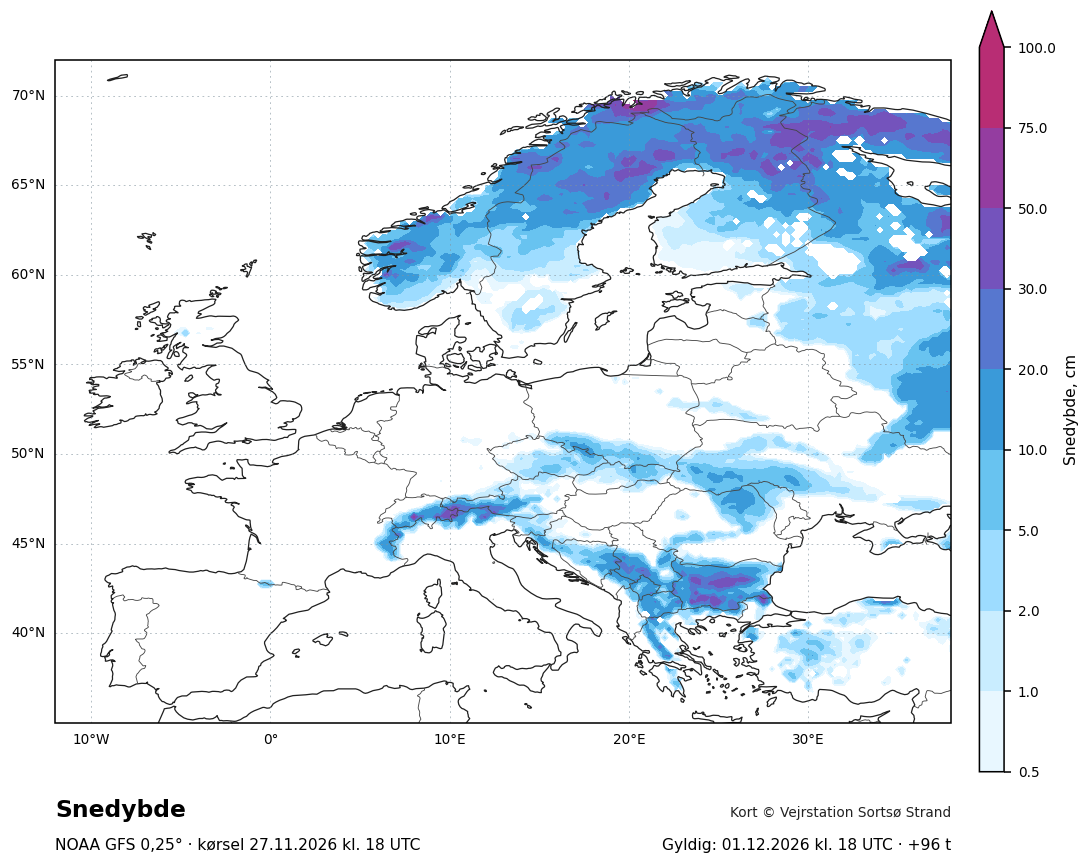 100.0
75.0
50.0
30.0
20.0
10.0
5.0
2.0
1.0
0.5
Snedybde, cm
70°N
65°N
60°N
55°N
50°N
45°N
40°N
10°W 0° 10°E 20°E 30°E
Snedybde
Kort © Vejrstation Sortsø Strand
NOAA GFS 0,25° · kørsel 27.11.2026 kl. 18 UTC
Gyldig: 01.12.2026 kl. 18 UTC · +96 t